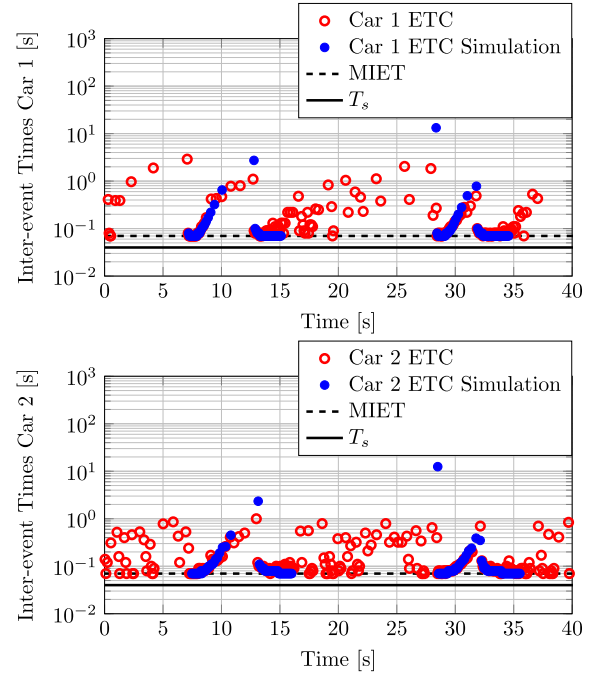 Car 1 ETC
Car 1 ETC Simulation
MIET
T_s
Inter-event Times Car 1 [s]
10^3
10^2
10^1
10^0
10^−1
10^−2
0 5 10 15 20 25 30 35 40
Time [s]
Car 2 ETC
Car 2 ETC Simulation
MIET
T_s
Inter-event Times Car 2 [s]
10^3
10^2
10^1
10^0
10^−1
10^−2
0 5 10 15 20 25 30 35 40
Time [s]